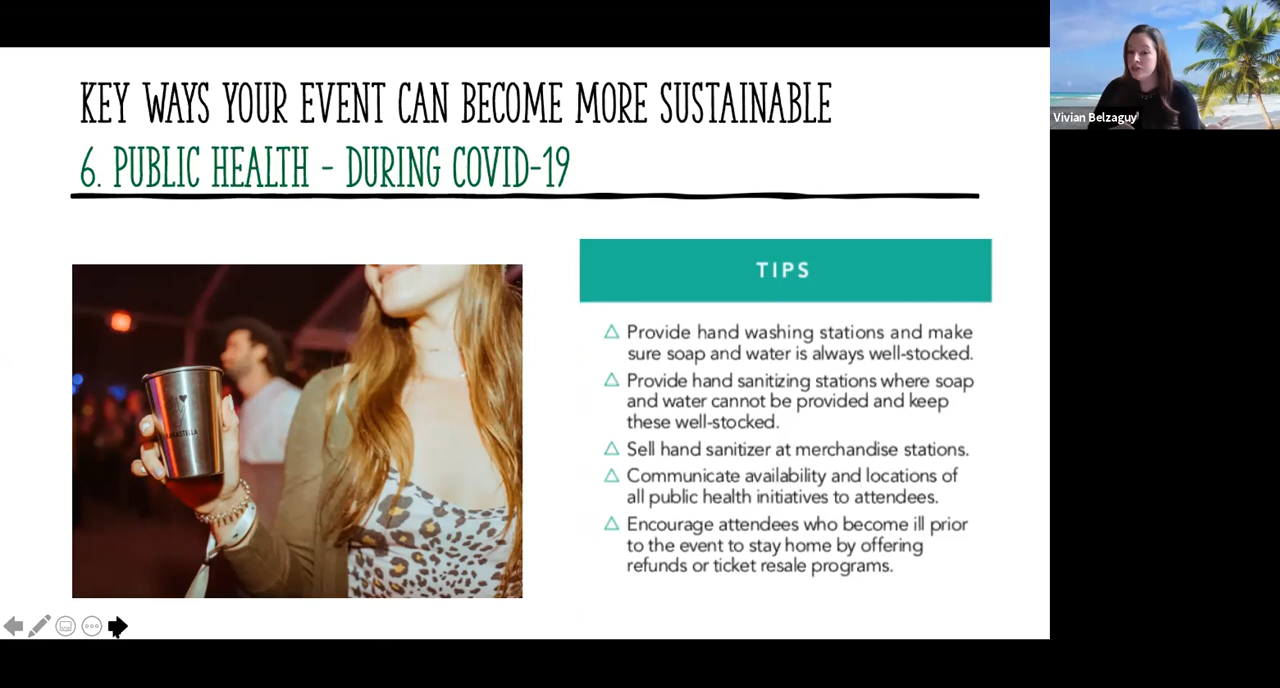 KEY WAYS YOUR EVENT CAN BECOME MORE SUSTAINABLE
6. PUBLIC HEALTH - DURING COVID-19
TIPS
Provide hand washing stations and make
sure soap and water is always well-stocked.
Provide hand sanitizing stations where soap
and water cannot be provided and keep
these well-stocked.
Sell hand sanitizer at merchandise stations.
Communicate availability and locations of
all public health initiatives to attendees.
Encourage attendees who become ill prior
to the event to stay home by offering
refunds or ticket resale programs.
Vivian Belzaguy